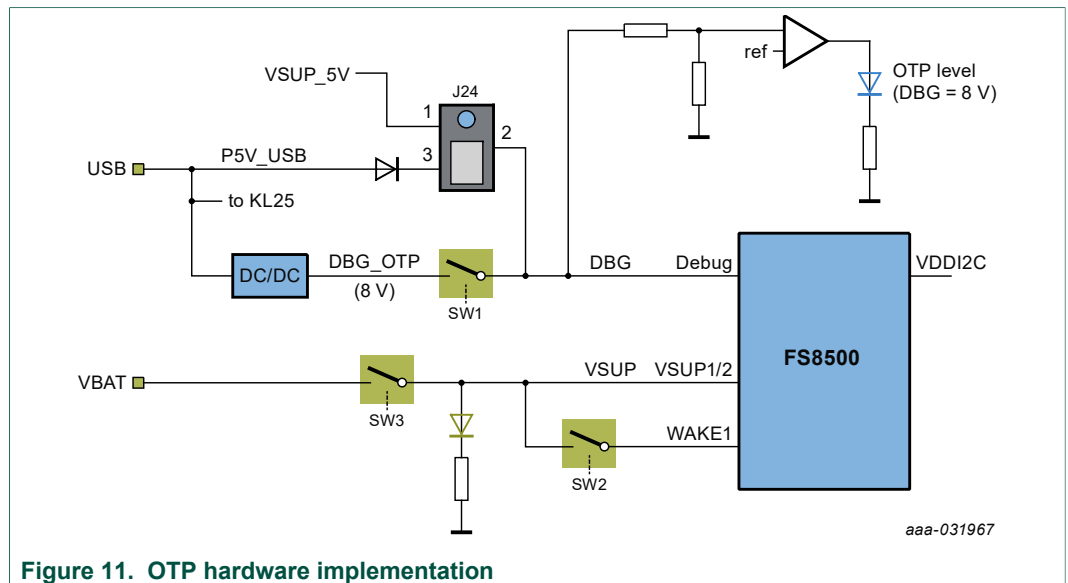 ref
OTP level
(DBG = 8 V)
VSUP_5V
J24
1
2
3
USB
P5V_USB
to KL25
DC/DC
DBG_OTP
(8 V)
SW1
DBG
Debug
VDDI2C
FS8500
VBAT
SW3
VSUP
VSUP1/2
SW2
WAKE1
aaa-031967
Figure 11. OTP hardware implementation